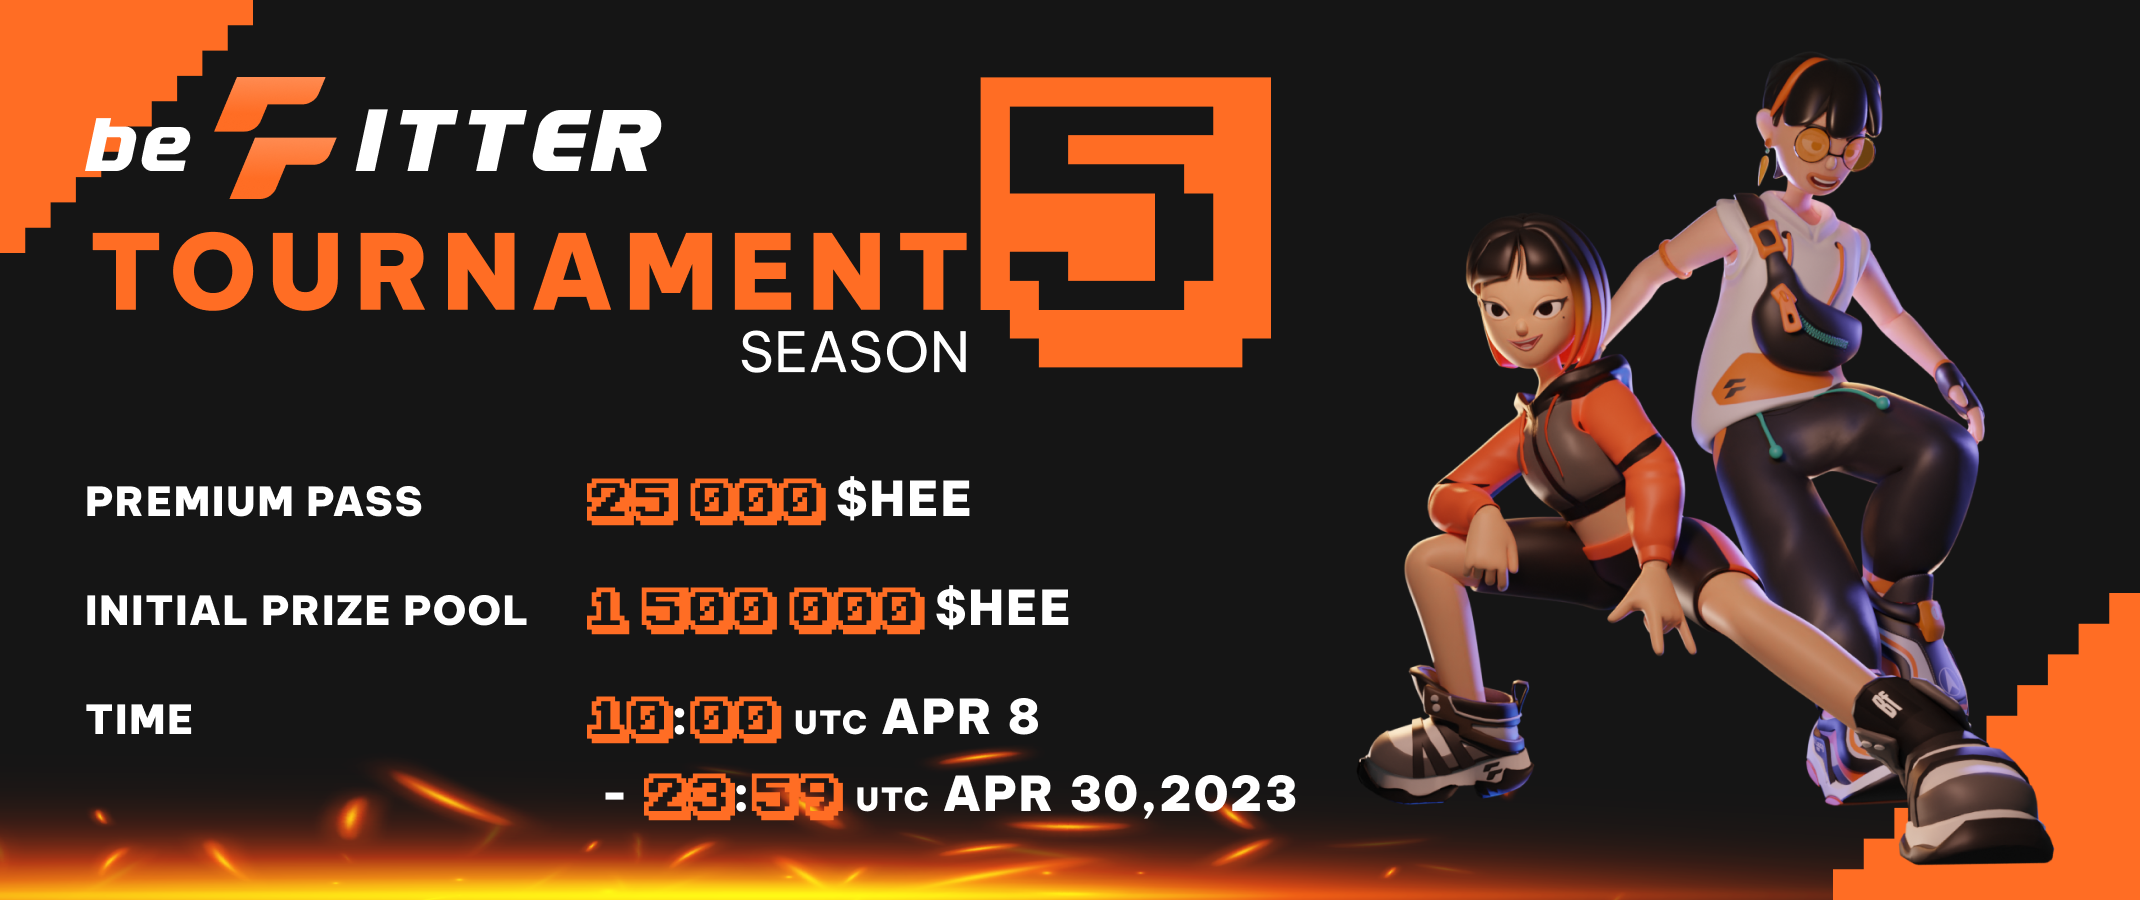 beFITTER
TOURNAMENT 5
SEASON
PREMIUM PASS 25 000 $HEE
INITIAL PRIZE POOL 1 500 000 $HEE
TIME 10:00 UTC APR 8
- 23:59 UTC APR 30,2023
Bf